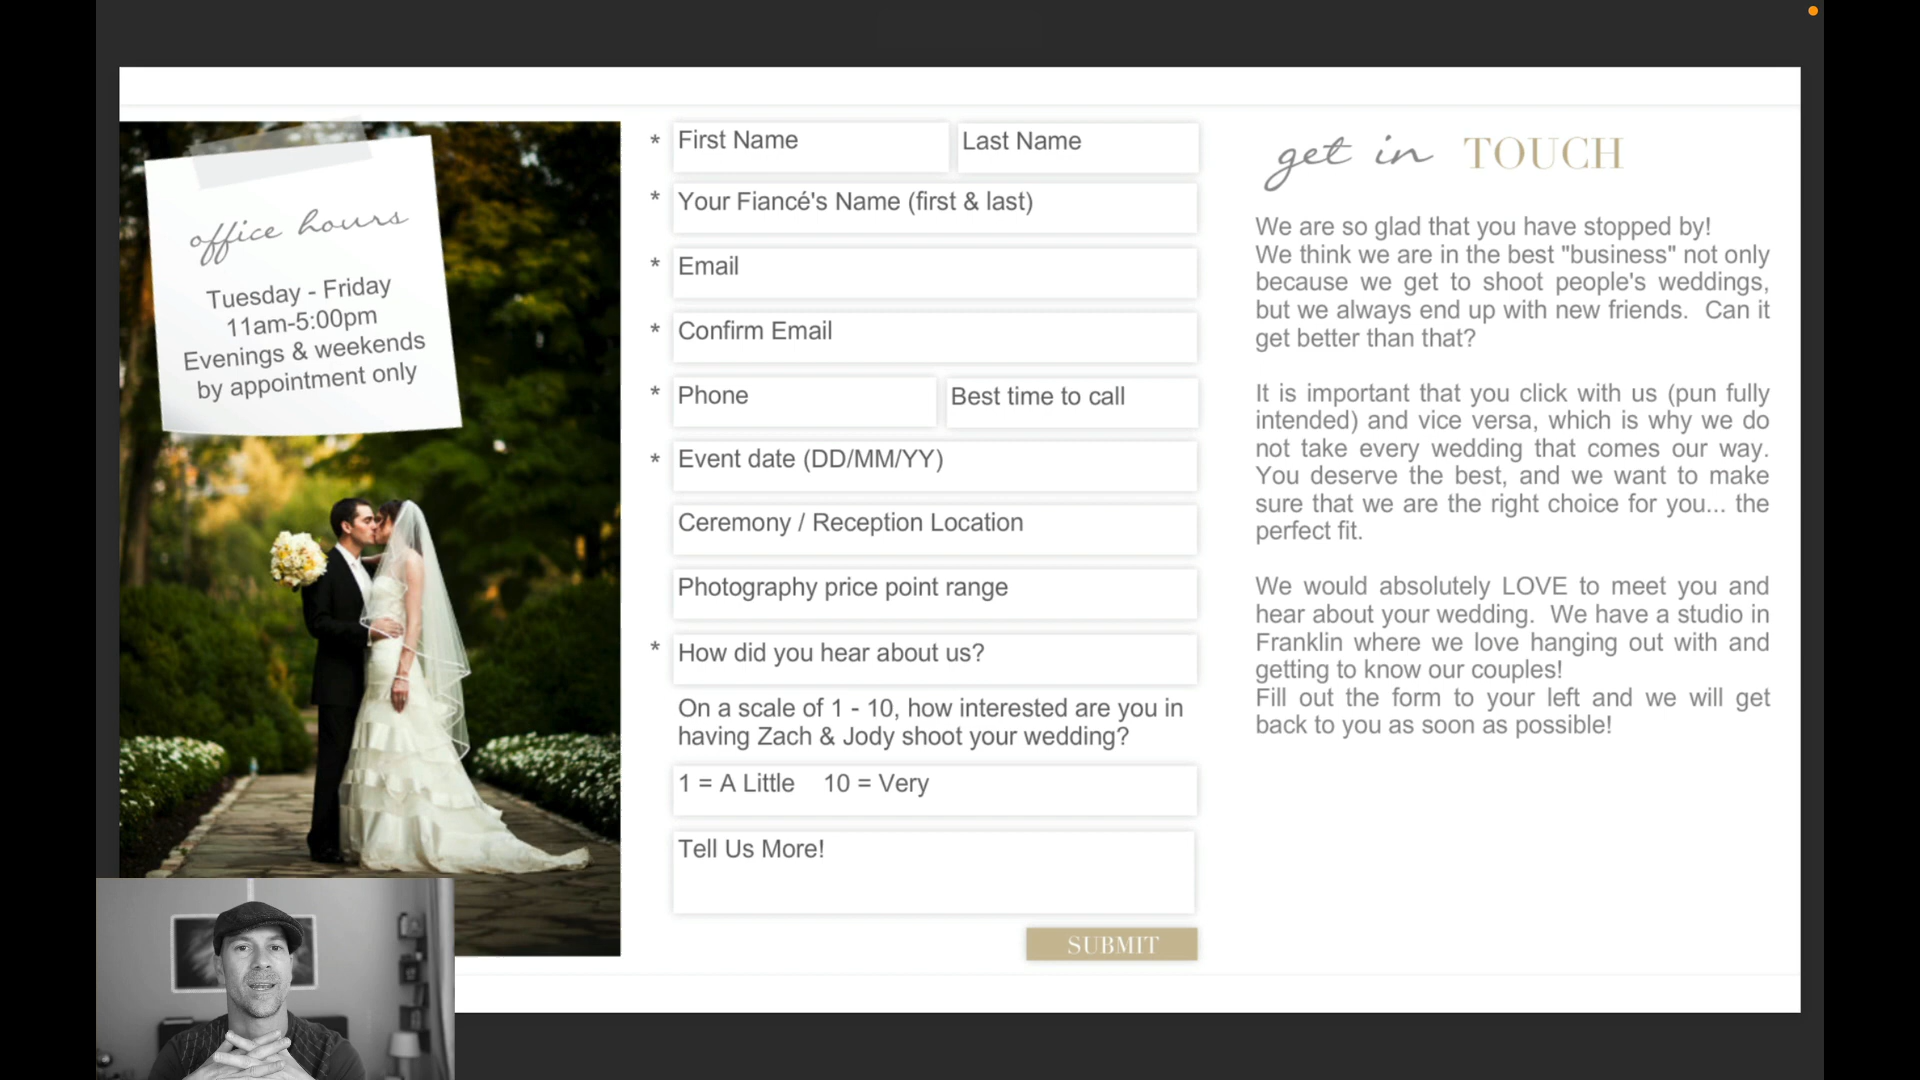 office hours
Tuesday - Friday
11am-5:00pm
Evenings & weekends
by appointment only
* First Name
Last Name
* Your Fiancé's Name (first & last)
* Email
* Confirm Email
* Phone
Best time to call
* Event date (DD/MM/YY)
Ceremony / Reception Location
Photography price point range
* How did you hear about us?
On a scale of 1 - 10, how interested are you in
having Zach & Jody shoot your wedding?
1 = A Little 10 = Very
Tell Us More!
SUBMIT
get in TOUCH
We are so glad that you have stopped by!
We think we are in the best "business" not only
because we get to shoot people's weddings,
but we always end up with new friends. Can it
get better than that?
It is important that you click with us (pun fully
intended) and vice versa, which is why we do
not take every wedding that comes our way.
You deserve the best, and we want to make
sure that we are the right choice for you... the
perfect fit.
We would absolutely LOVE to meet you and
hear about your wedding. We have a studio in
Franklin where we love hanging out with and
getting to know our couples!
Fill out the form to your left and we will get
back to you as soon as possible!